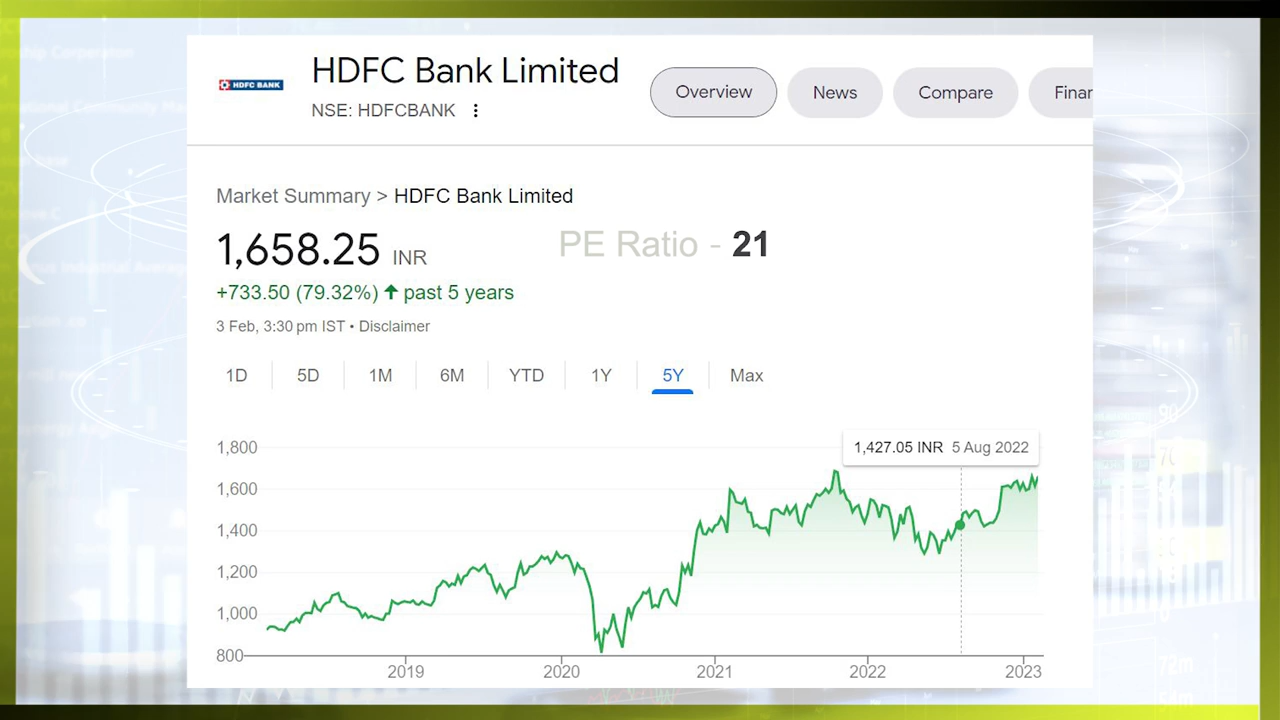 HDFC BANK
HDFC Bank Limited
NSE: HDFCBANK
Overview
News
Compare
Finan
Market Summary > HDFC Bank Limited
1,658.25 INR
PE Ratio - 21
+733.50 (79.32%) ↑ past 5 years
3 Feb, 3:30 pm IST • Disclaimer
1D 5D 1M 6M YTD 1Y 5Y Max
1,427.05 INR 5 Aug 2022
1,800
1,600
1,400
1,200
1,000
800
2019 2020 2021 2022 2023